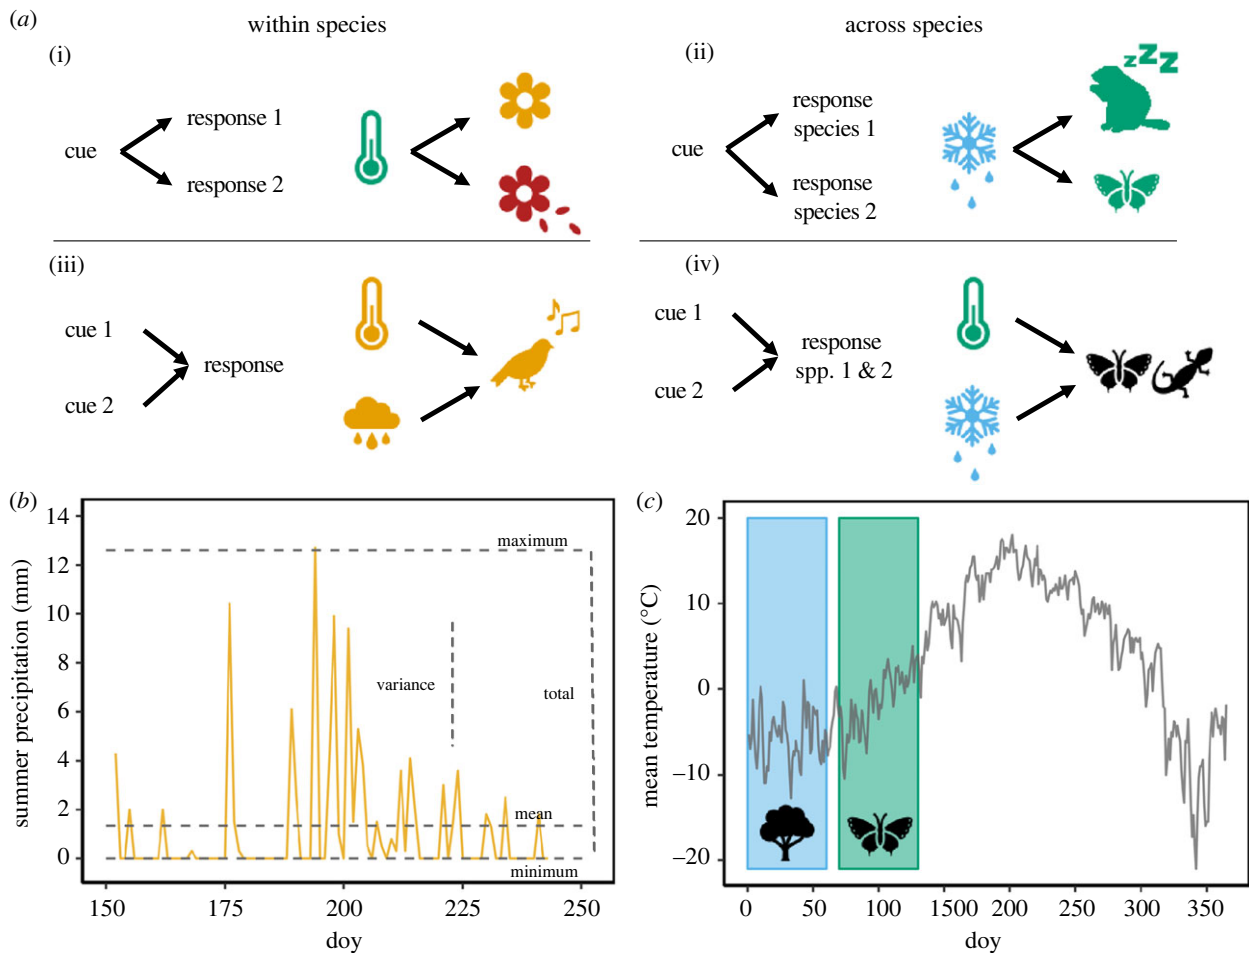 (a)
within species
across species
(i)
cue
response 1
response 2
(ii)
cue
response
species 1
response
species 2
zzz
(iii)
cue 1
cue 2
response
(iv)
cue 1
cue 2
response
spp. 1 & 2
(b)
summer precipitation (mm)
14
12
10
8
6
4
2
0
maximum
variance
total
mean
minimum
150
175
200
225
250
doy
(c)
mean temperature (°C)
20
10
0
−10
−20
0
50
100
1500
200
250
300
350
doy